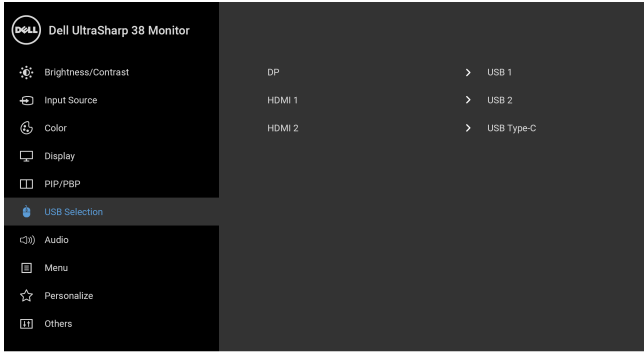 DELL Dell UltraSharp 38 Monitor
Brightness/Contrast
DP > USB 1
Input Source
HDMI 1 > USB 2
Color
HDMI 2 > USB Type-C
Display
PIP/PBP
USB Selection
Audio
Menu
Personalize
Others